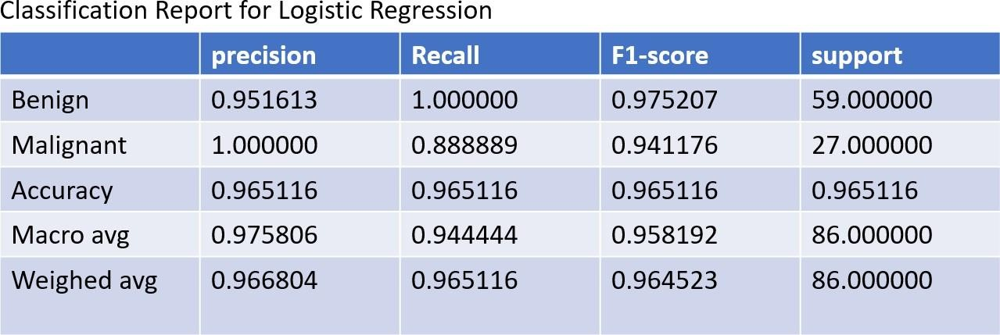 Classification Report for Logistic Regression
precision Recall F1-score support
Benign 0.951613 1.000000 0.975207 59.000000
Malignant 1.000000 0.888889 0.941176 27.000000
Accuracy 0.965116 0.965116 0.965116 0.965116
Macro avg 0.975806 0.944444 0.958192 86.000000
Weighed avg 0.966804 0.965116 0.964523 86.000000